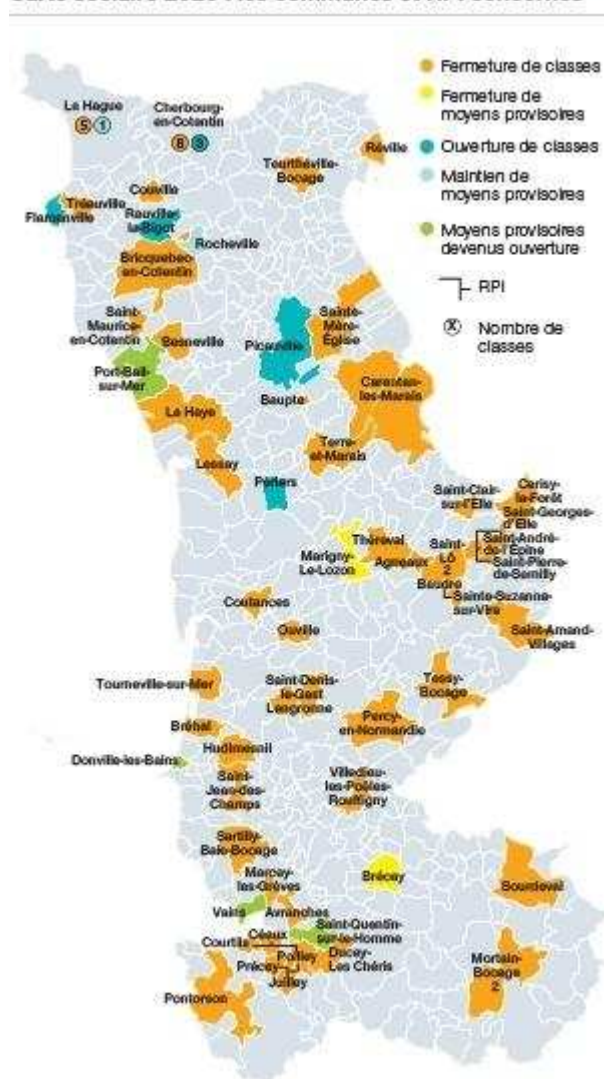 La Hague
5 1
Cherbourg-
en-Cotentin
8 3
Fermeture de classes
Fermeture de
moyens provisoires
Ouverture de classes
Maintien de
moyens provisoires
Moyens provisoires
devenus ouverture
RPI
X Nombre de
classes
Réville
Teurthéville-
Bocage
Couville
Tréauville
Flamanville
Rauville-
la-Bigot
Rocheville
Bricquebec-
en-Cotentin
Saint-
Maurice-
en-Cotentin
Besneville
Picauville
Sainte-
Mère-
Église
Port-Bail-
sur-Mer
Carentan-
les-Marais
Baupte
La Haye
Terre-
et-Marais
Lessay
Periers
Saint-Clair-
sur-l'Elle
Cerisy-
la-Forêt
Saint-Georges-
d'Elle
Saint-André-
de-l'Epine
Saint-Pierre-
de-Semilly
Thèreval
Marigny-
Le-Lozon
Agneaux
Saint-
Lô
2
Baudre
Sainte-Suzanne-
sur-Vire
Coutances
Saint-Amand-
Villages
Ouville
Tourneville-sur-Mer
Saint-Denis-
le-Gast
Lengronne
Tessy-
Bocage
Percy-
en-Normandie
Bréhal
Hudimesnil
Donville-les-Bains
Saint-
Jean-des-
Champs
Villedieu-
les-Poêles-
Rouffigny
Sartilly-
Baie-Bocage
Marcey-
les-Grèves
Brécey
Sourdeval
Vains
Avranches
Saint-Quentin-
sur-le-Homme
Céaux
Courtils
Poilley
Ducey-
Les Chéris
Précey
Juilley
Mortain-
Bocage
2
Pontorson